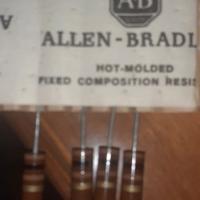 AB
ALLEN-BRADL
HOT-MOLDED
FIXED COMPOSITION RESIS
A